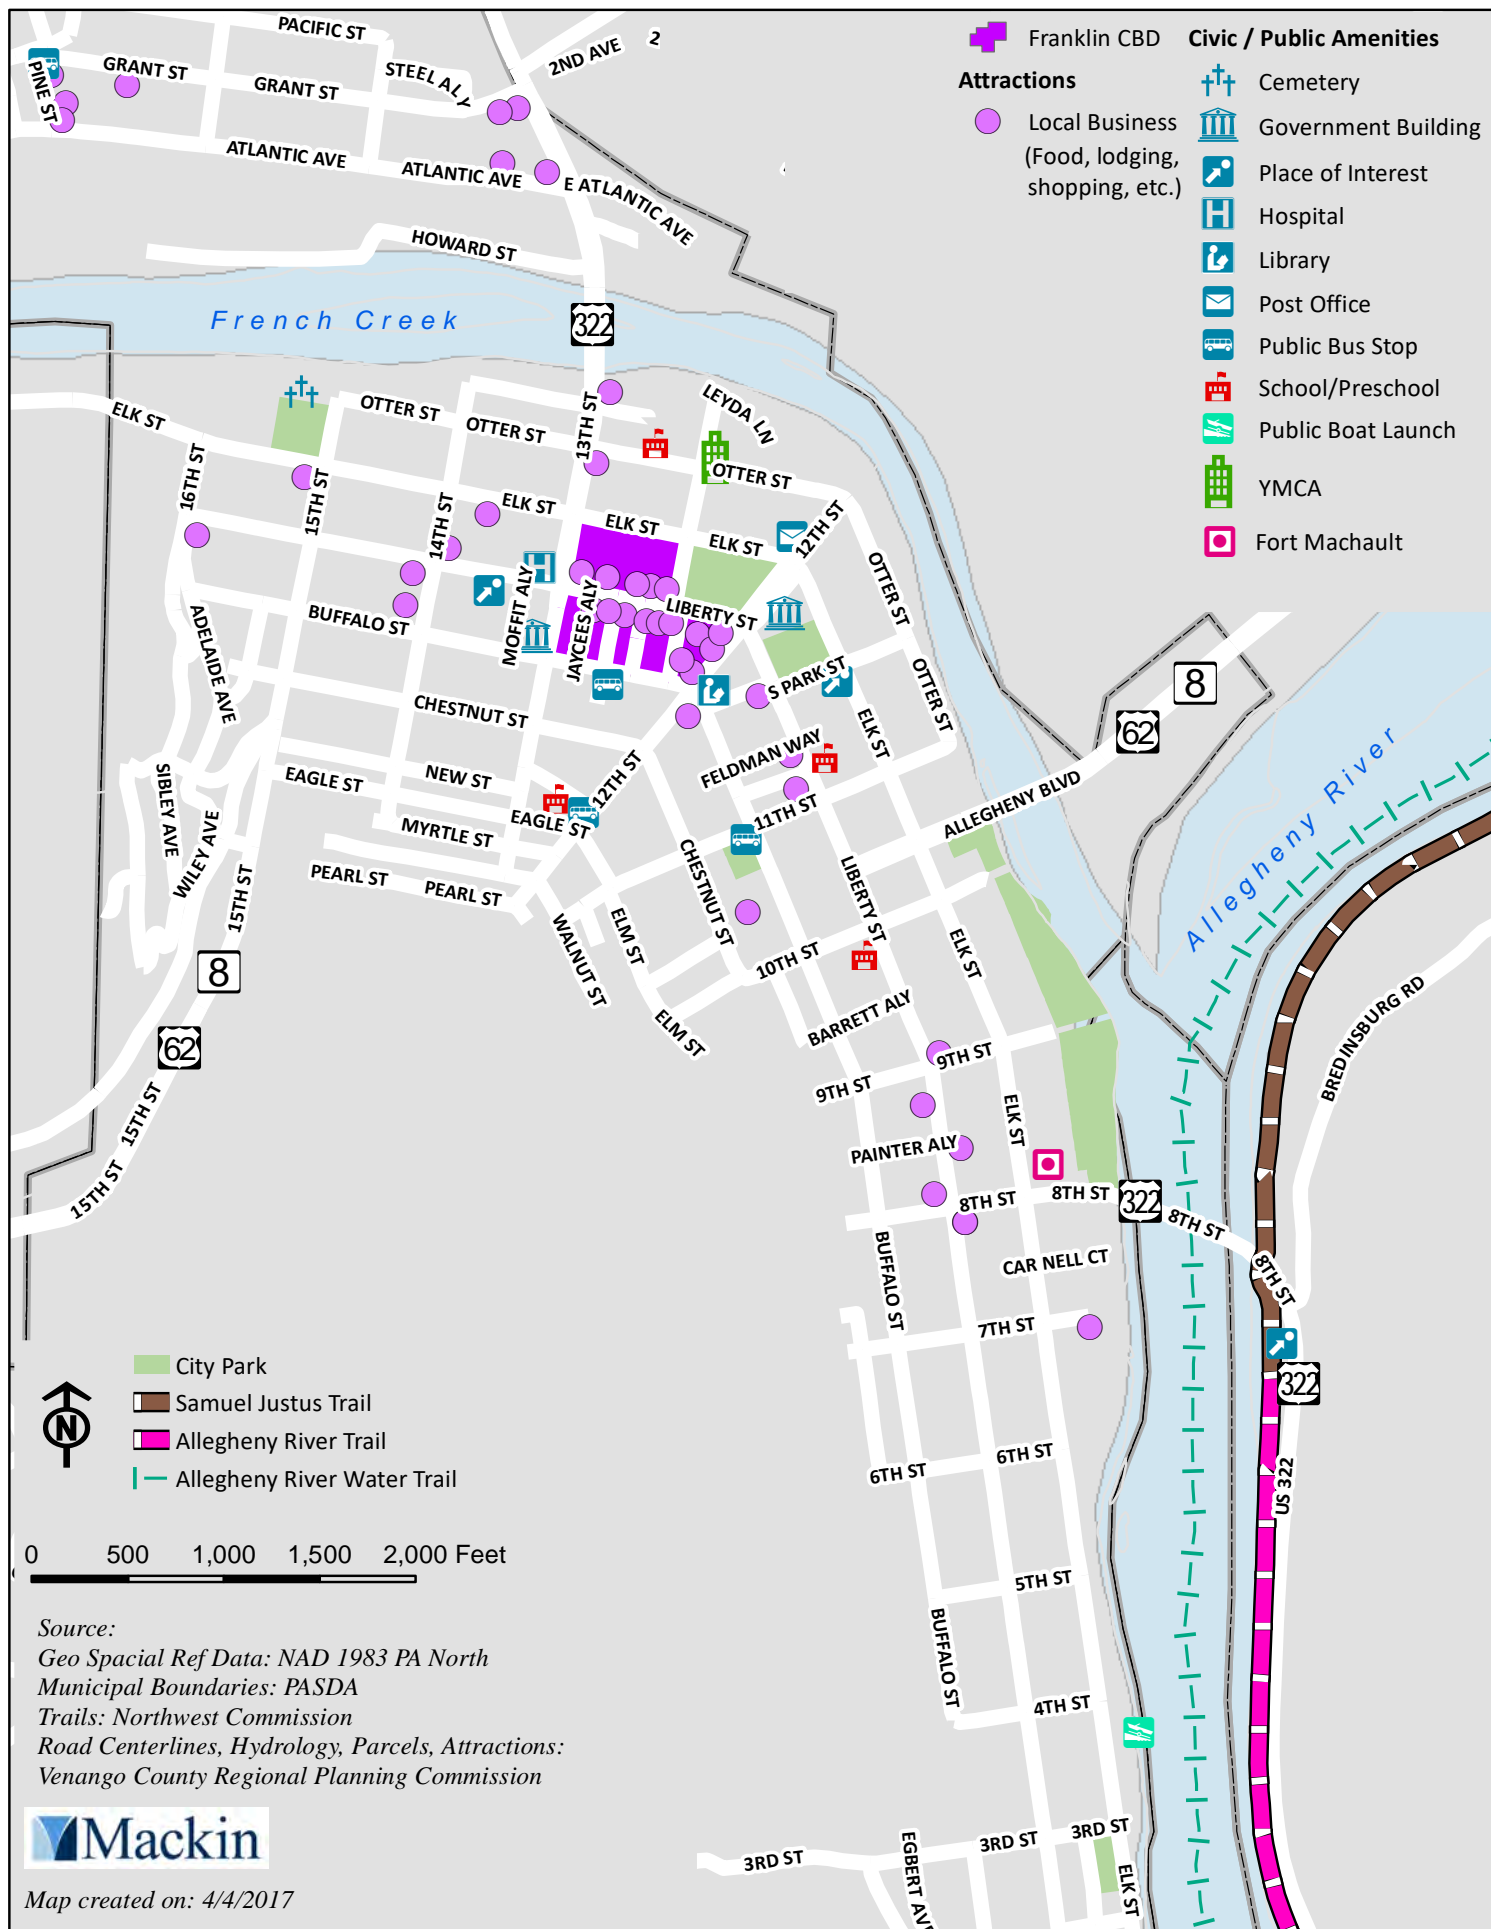 PACIFIC ST
2
2ND AVE
GRANT ST
GRANT ST
STEEL ALY
PINE ST
ATLANTIC AVE
ATLANTIC AVE
E ATLANTIC AVE
HOWARD ST
French Creek
322
Franklin CBD
Attractions
Local Business
(Food, lodging,
shopping, etc.)
Civic / Public Amenities
Cemetery
Government Building
Place of Interest
Hospital
Library
Post Office
Public Bus Stop
School/Preschool
Public Boat Launch
YMCA
Fort Machault
ELK ST
OTTER ST
OTTER ST
13TH ST
LEYDA LN
OTTER ST
16TH ST
15TH ST
14TH ST
ELK ST
ELK ST
ELK ST
12TH ST
OTTER ST
MOFFIT ALY
JAYCEES ALY
LIBERTY ST
BUFFALO ST
ADELAIDE AVE
S PARK ST
OTTER ST
8
62
CHESTNUT ST
ELK ST
FELDMAN WAY
12TH ST
EAGLE ST
NEW ST
SIBLEY AVE
WILEY AVE
EAGLE ST
11TH ST
ALLEGHENY BLVD
Allegheny River
MYRTLE ST
PEARL ST
PEARL ST
15TH ST
CHESTNUT ST
LIBERTY ST
WALNUT ST
ELM ST
10TH ST
ELK ST
8
62
ELM ST
BARRETT ALY
9TH ST
9TH ST
BREDINSBURG RD
15TH ST
15TH ST
ELK ST
PAINTER ALY
8TH ST
8TH ST
322
8TH ST
8TH ST
BUFFALO ST
CAR NELL CT
7TH ST
322
City Park
Samuel Justus Trail
Allegheny River Trail
Allegheny River Water Trail
N
6TH ST
6TH ST
US 322
5TH ST
BUFFALO ST
4TH ST
0 500 1,000 1,500 2,000 Feet
Source:
Geo Spacial Ref Data: NAD 1983 PA North
Municipal Boundaries: PASDA
Trails: Northwest Commission
Road Centerlines, Hydrology, Parcels, Attractions:
Venango County Regional Planning Commission
Mackin
Map created on: 4/4/2017
3RD ST
3RD ST
3RD ST
EGBERT AVE
ELK ST